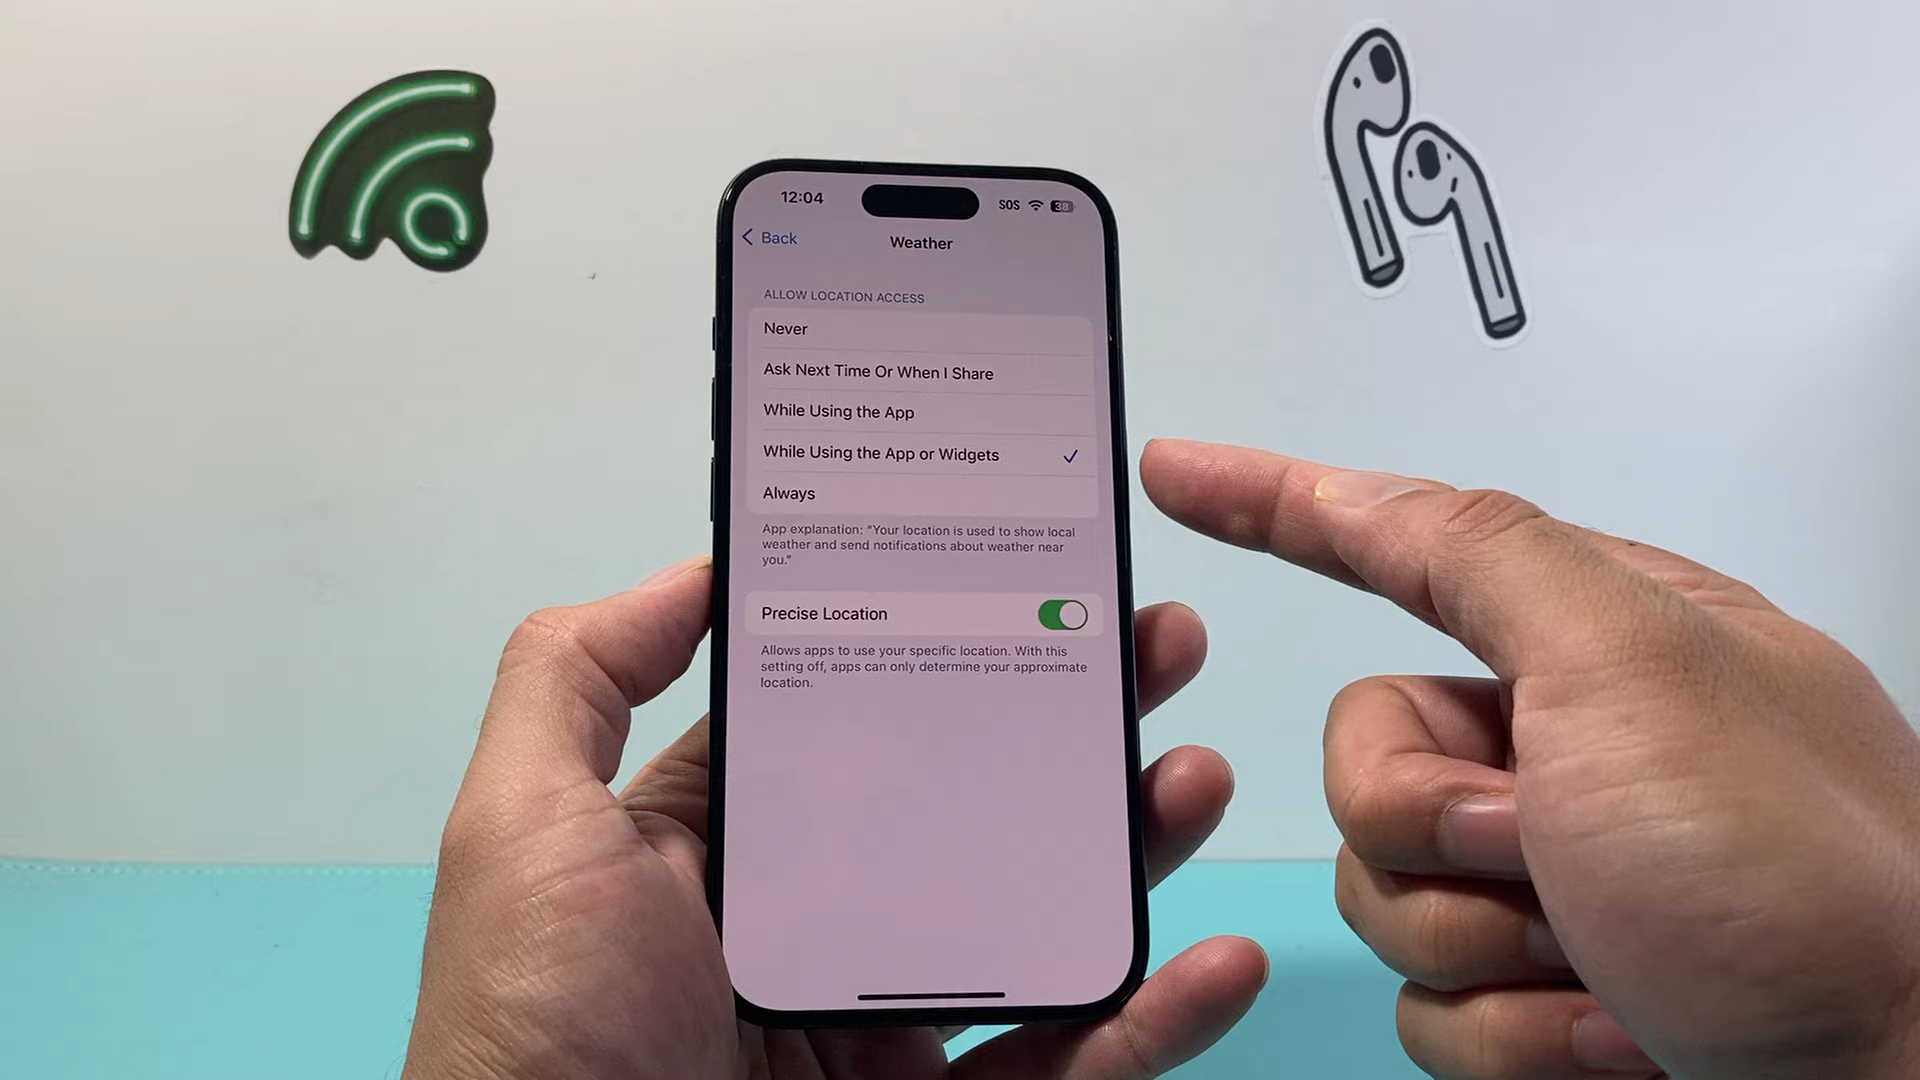 12:04
SOS
38
Back
Weather
ALLOW LOCATION ACCESS
Never
Ask Next Time Or When I Share
While Using the App
While Using the App or Widgets
Always
App explanation: “Your location is used to show local
weather and send notifications about weather near
you.”
Precise Location
Allows apps to use your specific location. With this
setting off, apps can only determine your approximate
location.